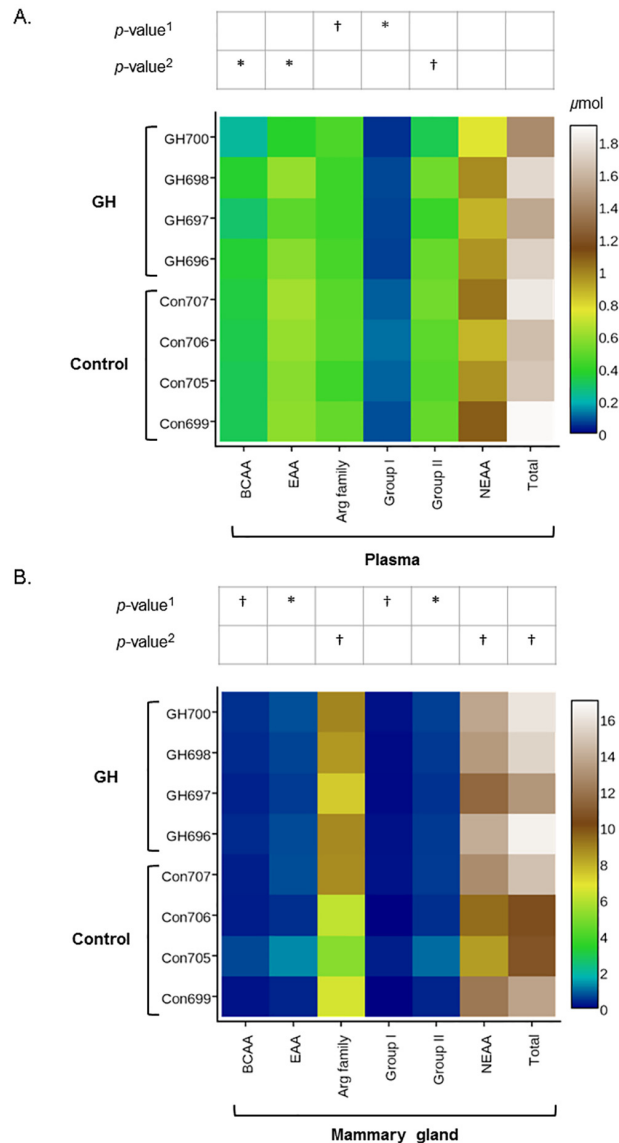 A.
p-value1 † *
p-value2 * * †
μmol
GH
GH700
GH698
GH697
GH696
Control
Con707
Con706
Con705
Con699
1.8
1.6
1.4
1.2
1
0.8
0.6
0.4
0.2
0
BCAA EAA Arg family Group I Group II NEAA Total
Plasma
B.
p-value1 † * † *
p-value2 † † †
GH
GH700
GH698
GH697
GH696
Control
Con707
Con706
Con705
Con699
16
14
12
10
8
6
4
2
0
BCAA EAA Arg family Group I Group II NEAA Total
Mammary gland